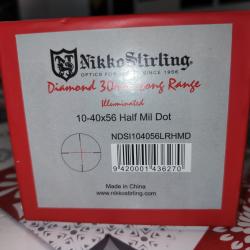 NikkoStirling
OPTICS FOR SINCE 1956
Diamond 30mm Long Range
Illuminated
10-40x56 Half Mil Dot
NDSI104056LRHMD
9 420001 436270
Made in China
www.nikkostirling.com